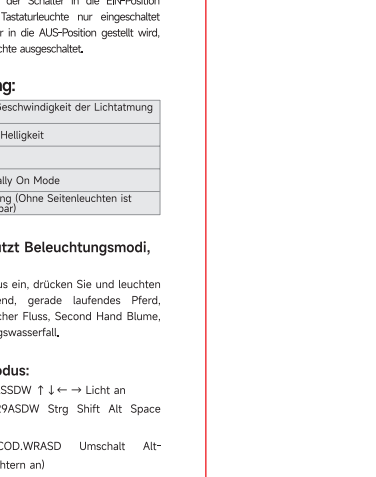 der Schalter in die EIN-Position
Tastaturleuchte nur eingeschaltet
r in die AUS-Position gestellt wird,
chte ausgeschaltet.
ng:
Geschwindigkeit der Lichtatmung
Helligkeit
ally On Mode
ng (Ohne Seitenleuchten ist
bar)
tzt Beleuchtungsmodi,
us ein, drücken Sie und leuchten
end, gerade laufendes Pferd,
cher Fluss, Second Hand Blume,
gswasserfall.
odus:
SSDW ↑↓←→ Licht an
29ASDW Strg Shift Alt Space
COD.WRASD Umschalt Alt-
htern an)